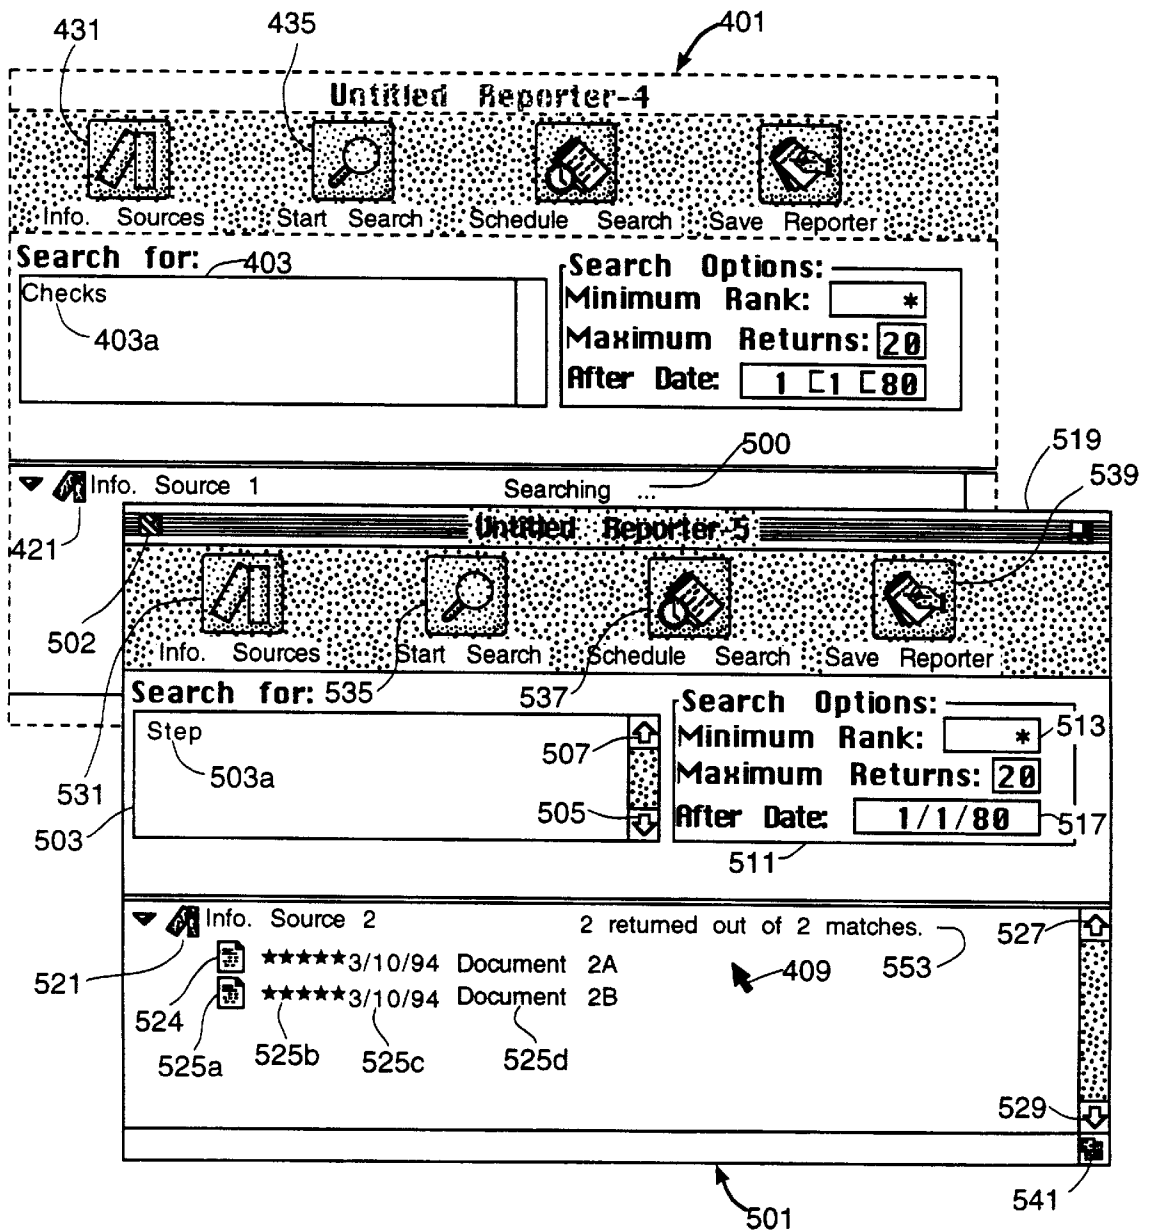 431
435
401
Untitled Reporter-4
Info. Sources
Start Search
Schedule Search
Save Reporter
Search for:
403
Checks
403a
Search Options:
Minimum Rank: *
Maximum Returns: 20
After Date: 1 ⊏1 ⊏80
500
519
539
Info. Source 1
Searching ...
421
Untitled Reporter-5
502
Info. Sources
Start Search
Schedule Search
Save Reporter
Search for:
535
537
Step
503a
507
505
531
503
Search Options:
Minimum Rank: *
513
Maximum Returns: 20
After Date: 1/1/80
517
511
Info. Source 2
2 returned out of 2 matches.
527
553
521
★★★★★3/10/94 Document 2A
409
★★★★★3/10/94 Document 2B
524
525a
525b
525c
525d
529
541
501